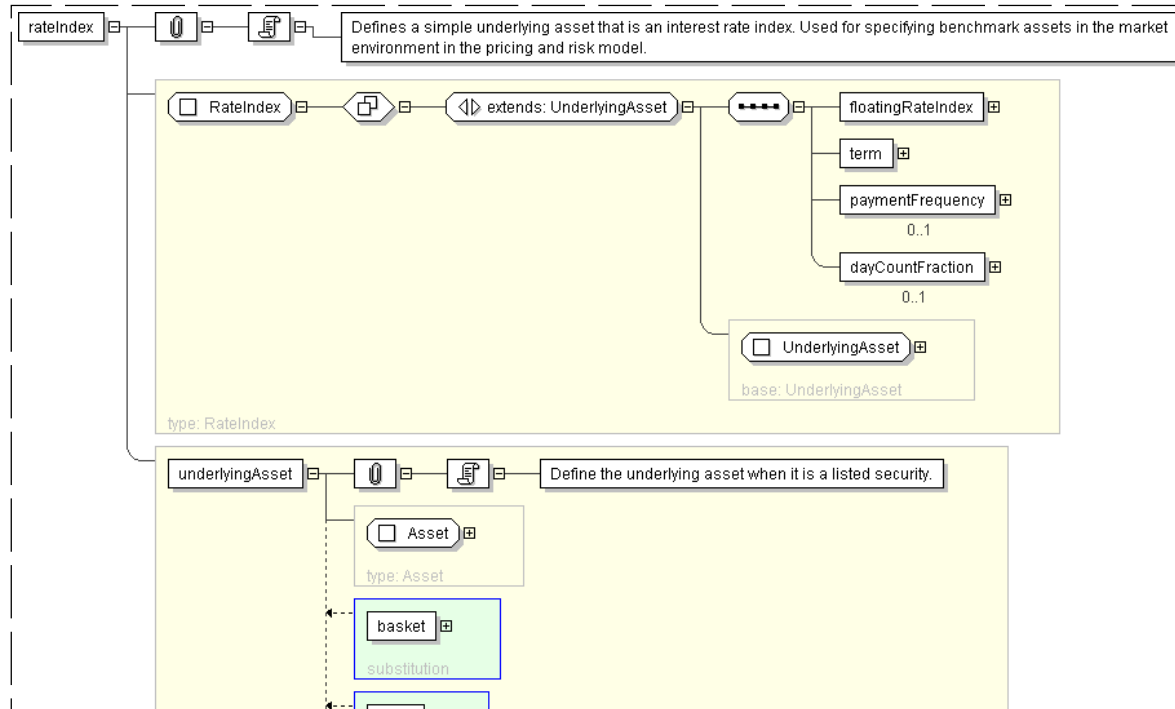 rateIndex
Defines a simple underlying asset that is an interest rate index. Used for specifying benchmark assets in the market
environment in the pricing and risk model.
RateIndex
extends: UnderlyingAsset
floatingRateIndex
term
paymentFrequency
0..1
dayCountFraction
0..1
UnderlyingAsset
base: UnderlyingAsset
type: RateIndex
underlyingAsset
Define the underlying asset when it is a listed security.
Asset
type: Asset
basket
substitution